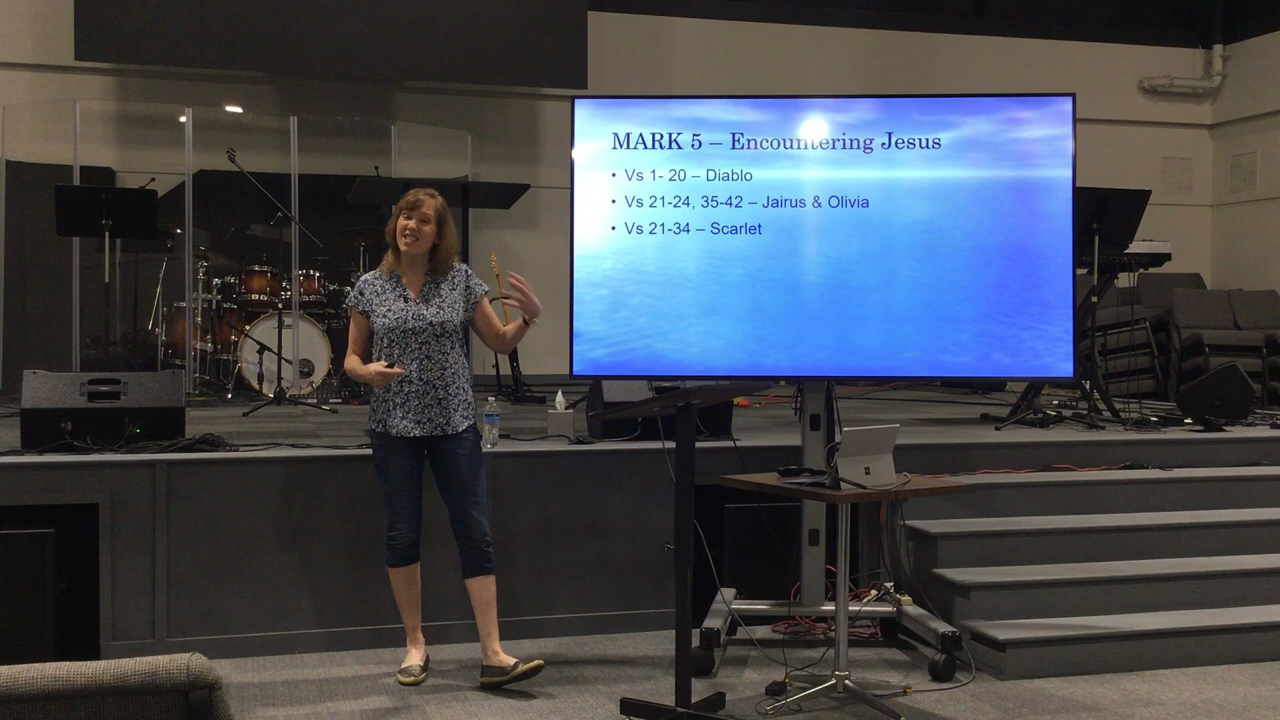 MARK 5 – Encountering Jesus
• Vs 1- 20 – Diablo
• Vs 21-24, 35-42 – Jairus & Olivia
• Vs 21-34 – Scarlet